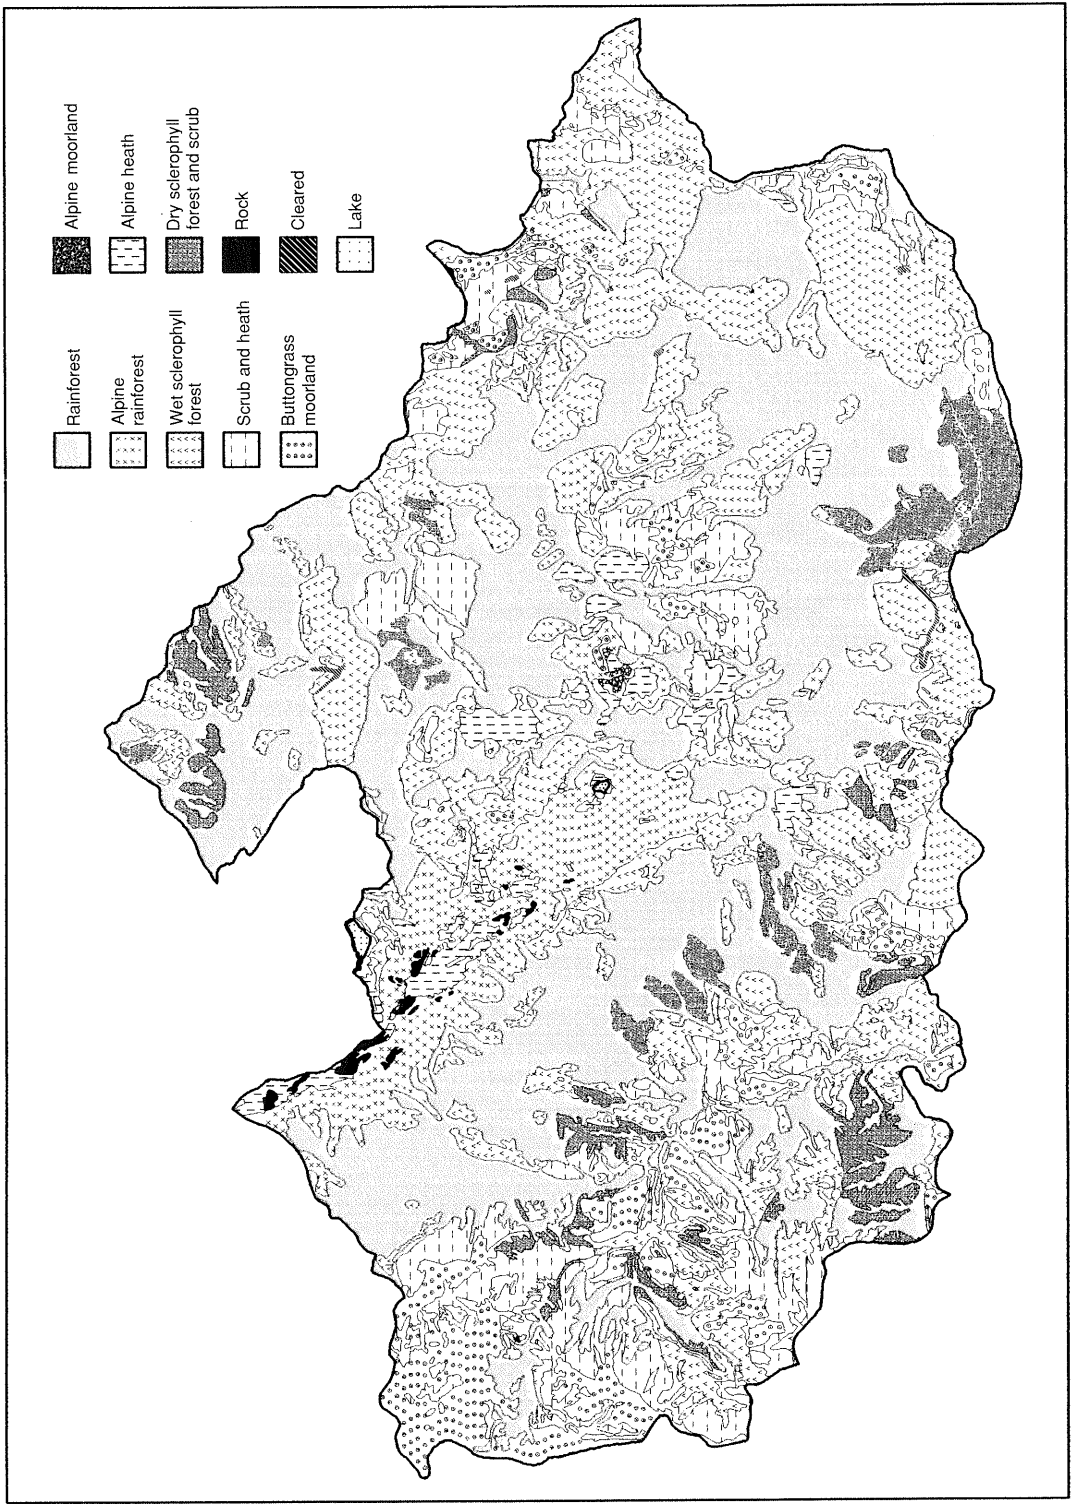 Rainforest
Alpine
rainforest
Wet sclerophyll
forest
Scrub and heath
Buttongrass
moorland
Alpine moorland
Alpine heath
Dry sclerophyll
forest and scrub
Rock
Cleared
Lake